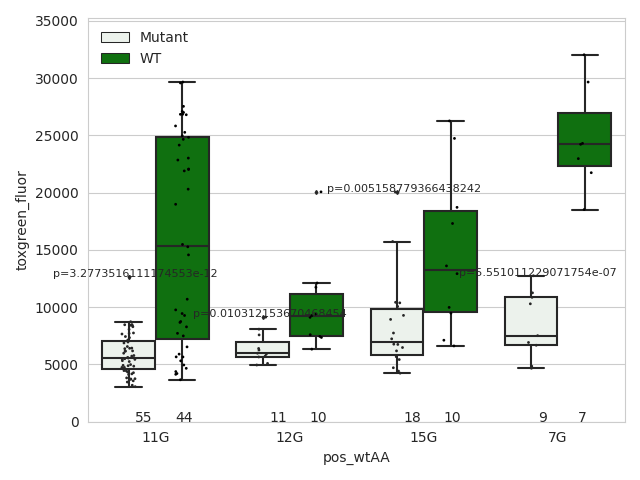 35000
Mutant
WT
30000
25000
20000
15000
10000
5000
0
toxgreen_fluor
p=0.005158779366438242
p=3.2773516111174553e-12
p=5.551011229071754e-07
p=0.010312153670468454
55 44 11 10 18 10 9 7
11G 12G 15G 7G
pos_wtAA